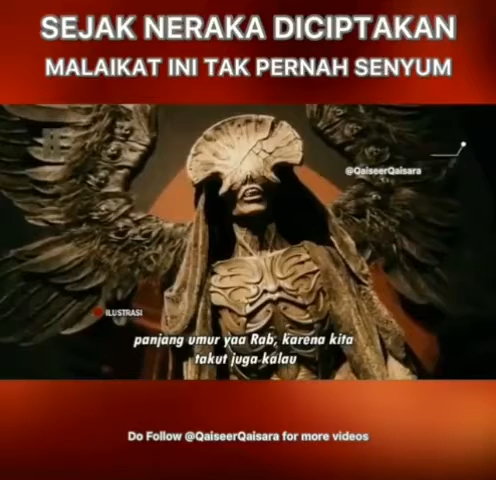 SEJAK NERAKA DICIPTAKAN
MALAIKAT INI TAK PERNAH SENYUM
@QaiseerQaisara
ILUSTRASI
panjang umur yaa Rab, karena kita
takut juga kalau
Do Follow @QaiseerQaisara for more videos